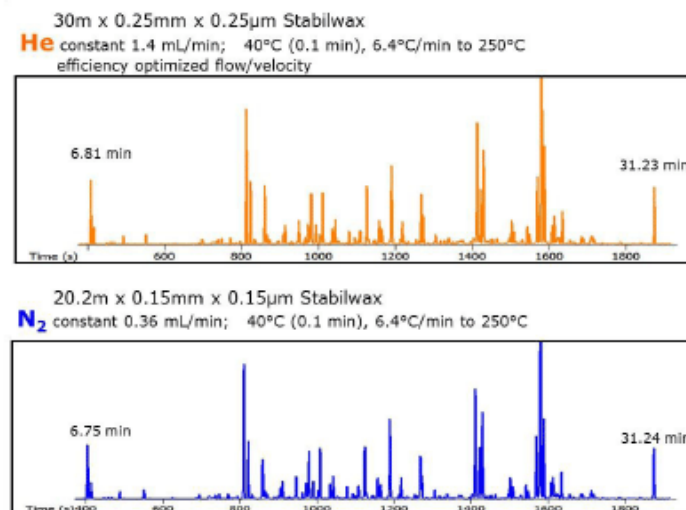 30m x 0.25mm x 0.25µm Stabilwax
He constant 1.4 mL/min; 40°C (0.1 min), 6.4°C/min to 250°C
efficiency optimized flow/velocity
6.81 min
31.23 min
Time (s) 600 800 1000 1200 1400 1600 1800
20.2m x 0.15mm x 0.15µm Stabilwax
N₂ constant 0.36 mL/min; 40°C (0.1 min), 6.4°C/min to 250°C
6.75 min
31.24 min
Time (s) 400 600 800 1000 1200 1400 1600 1800